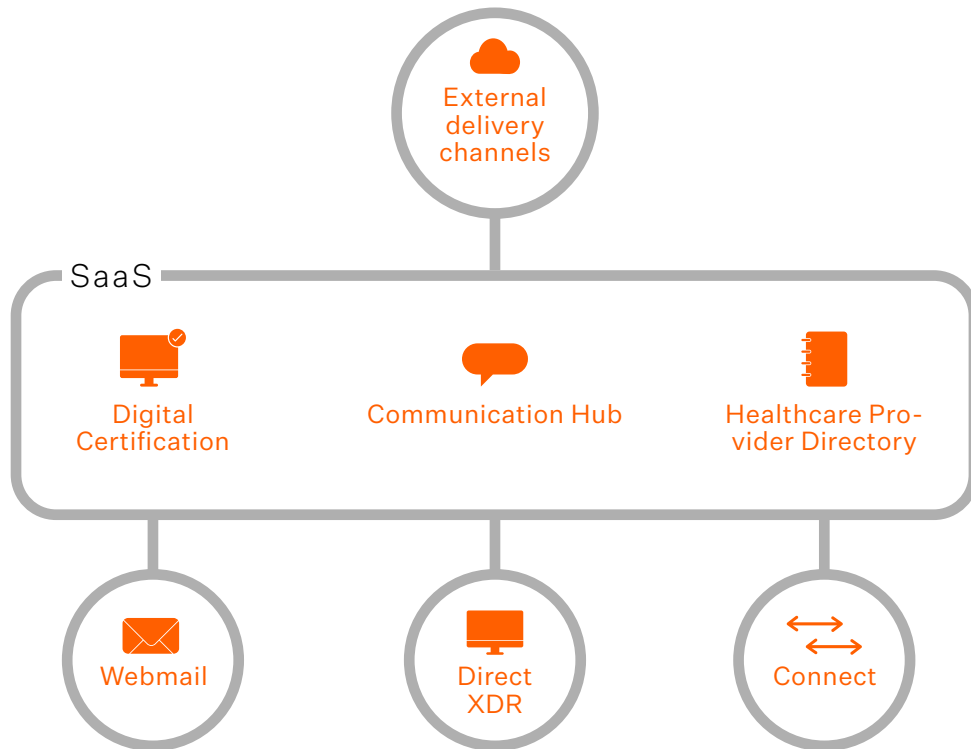 External
delivery
channels
SaaS
Digital
Certification
Communication Hub
Healthcare Pro-
vider Directory
Webmail
Direct
XDR
Connect